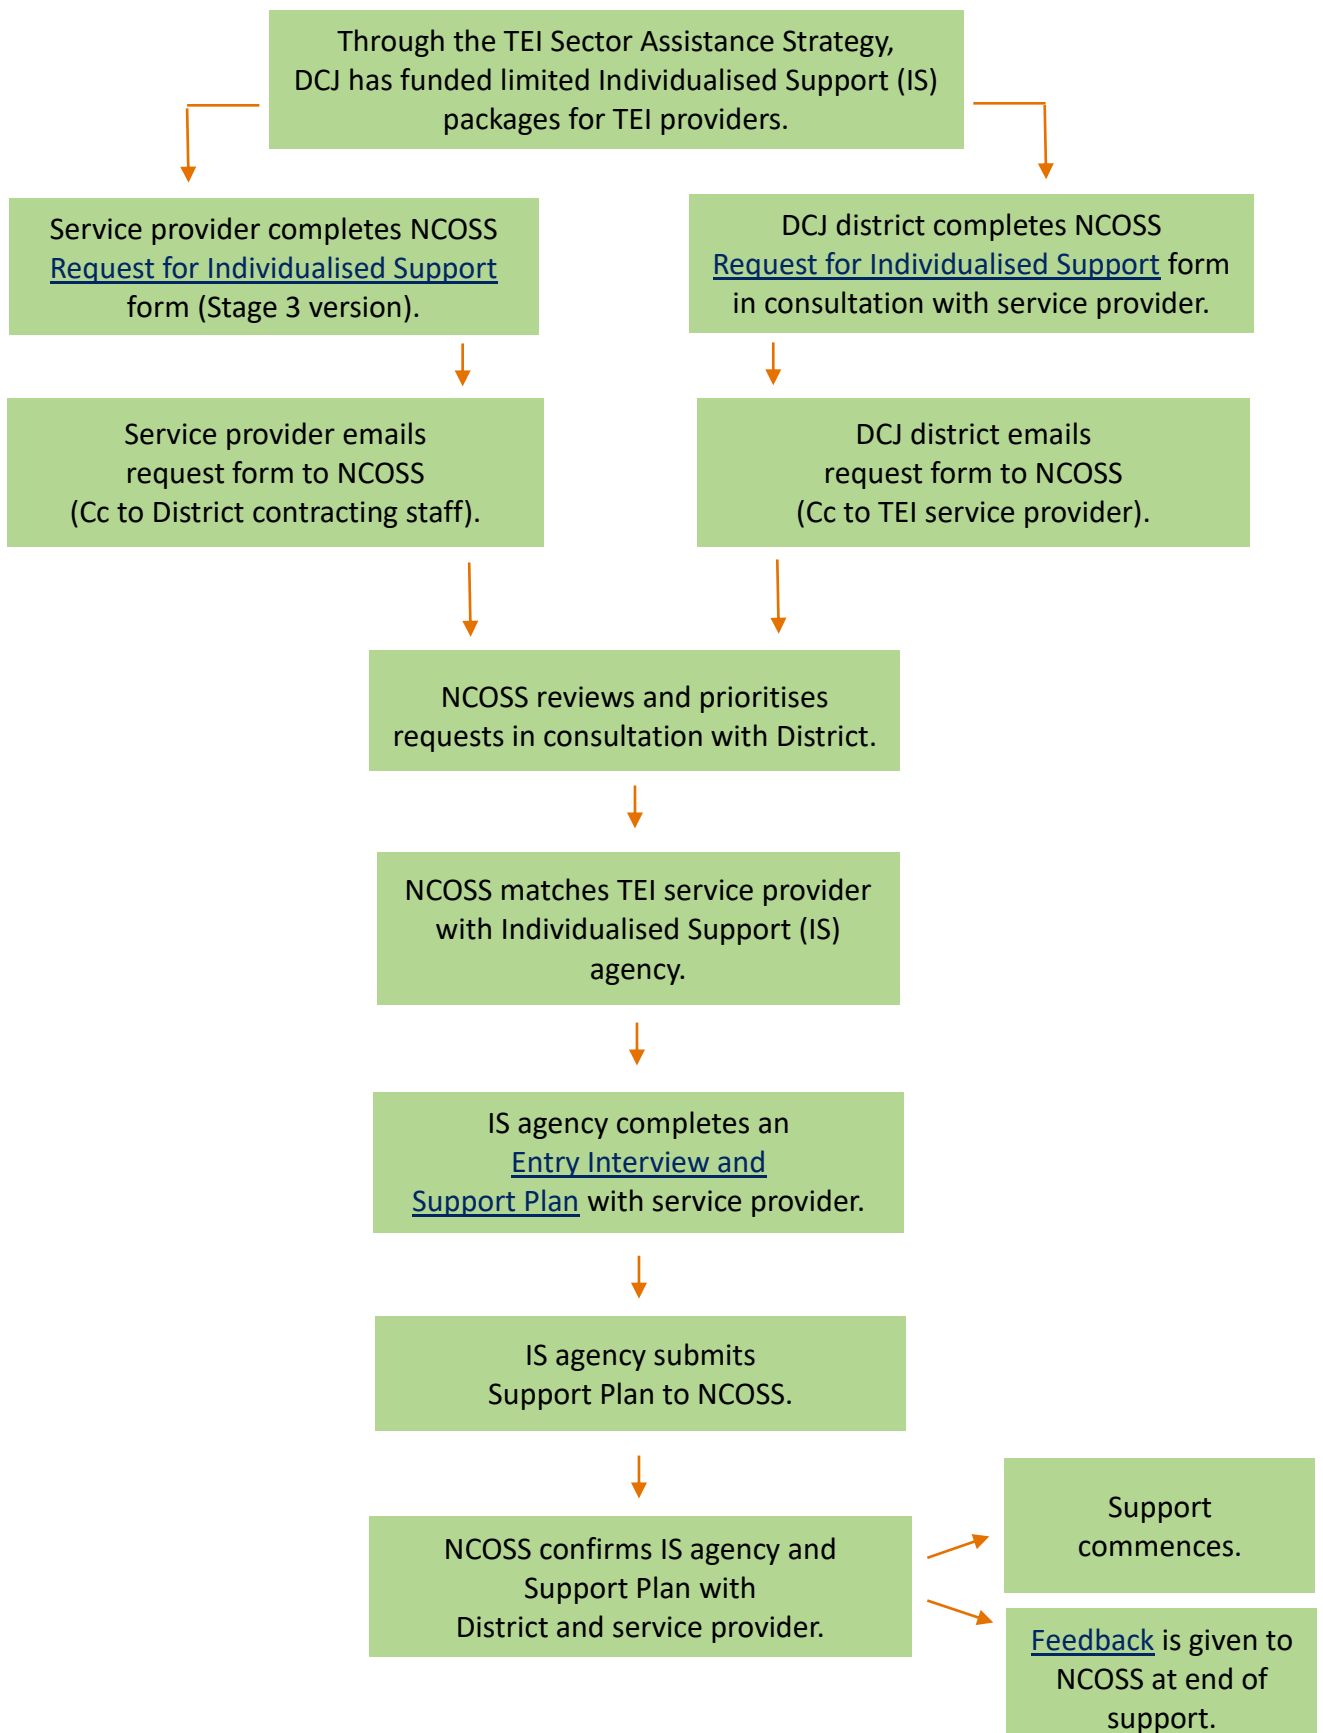 Through the TEI Sector Assistance Strategy,
DCJ has funded limited Individualised Support (IS)
packages for TEI providers.
Service provider completes NCOSS
Request for Individualised Support
form (Stage 3 version).
DCJ district completes NCOSS
Request for Individualised Support form
in consultation with service provider.
Service provider emails
request form to NCOSS
(Cc to District contracting staff).
DCJ district emails
request form to NCOSS
(Cc to TEI service provider).
NCOSS reviews and prioritises
requests in consultation with District.
NCOSS matches TEI service provider
with Individualised Support (IS)
agency.
IS agency completes an
Entry Interview and
Support Plan with service provider.
IS agency submits
Support Plan to NCOSS.
NCOSS confirms IS agency and
Support Plan with
District and service provider.
Support
commences.
Feedback is given to
NCOSS at end of
support.